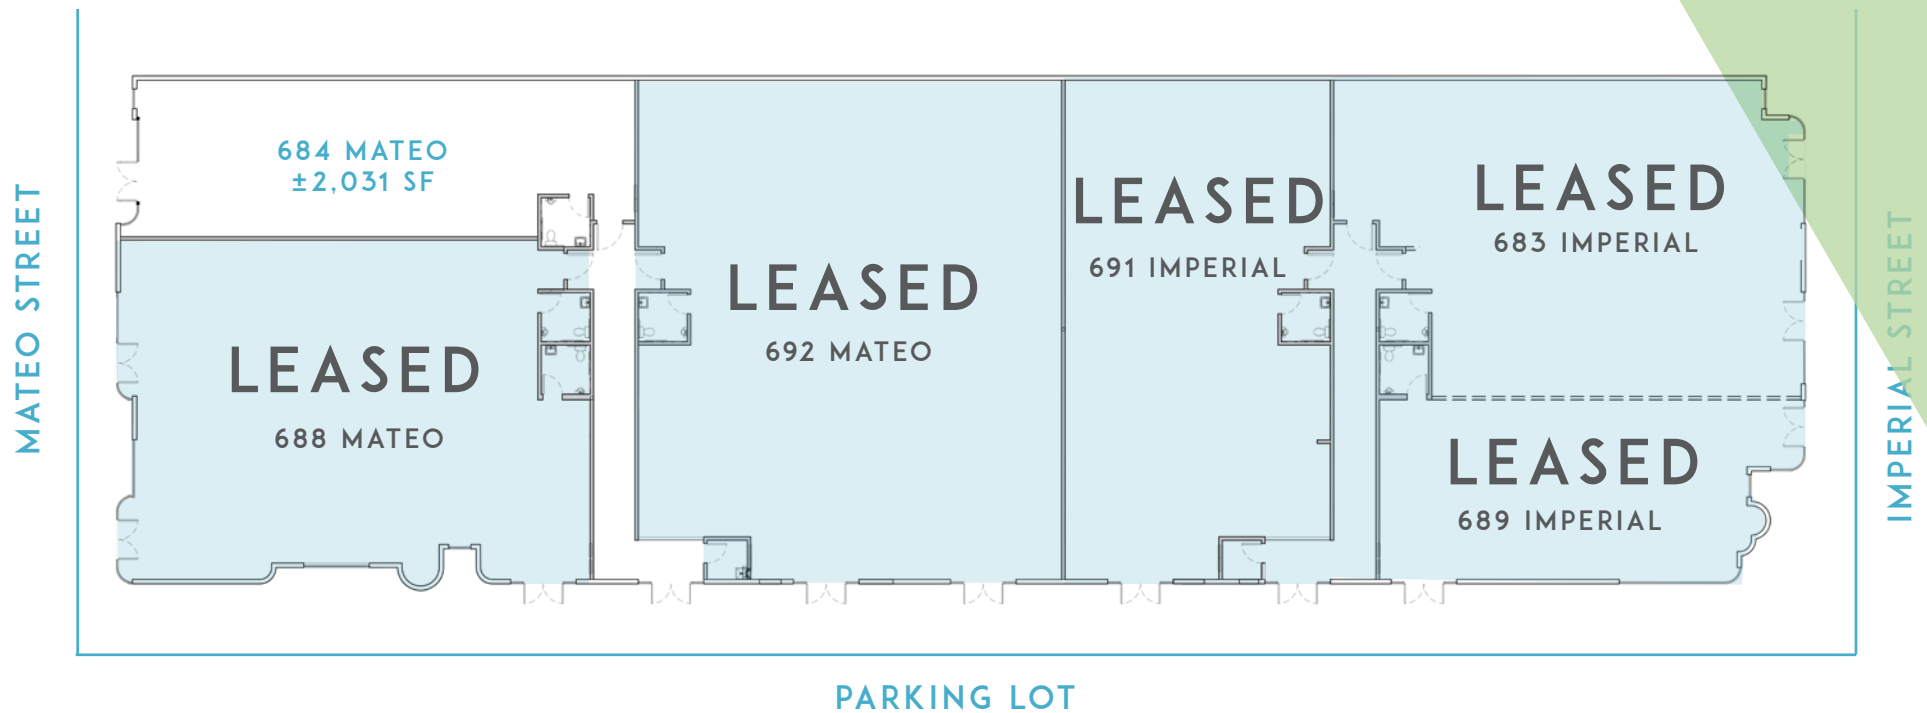 684 MATEO
±2,031 SF
LEASED
688 MATEO
LEASED
692 MATEO
LEASED
691 IMPERIAL
LEASED
683 IMPERIAL
LEASED
689 IMPERIAL
MATEO STREET
IMPERIAL STREET
PARKING LOT